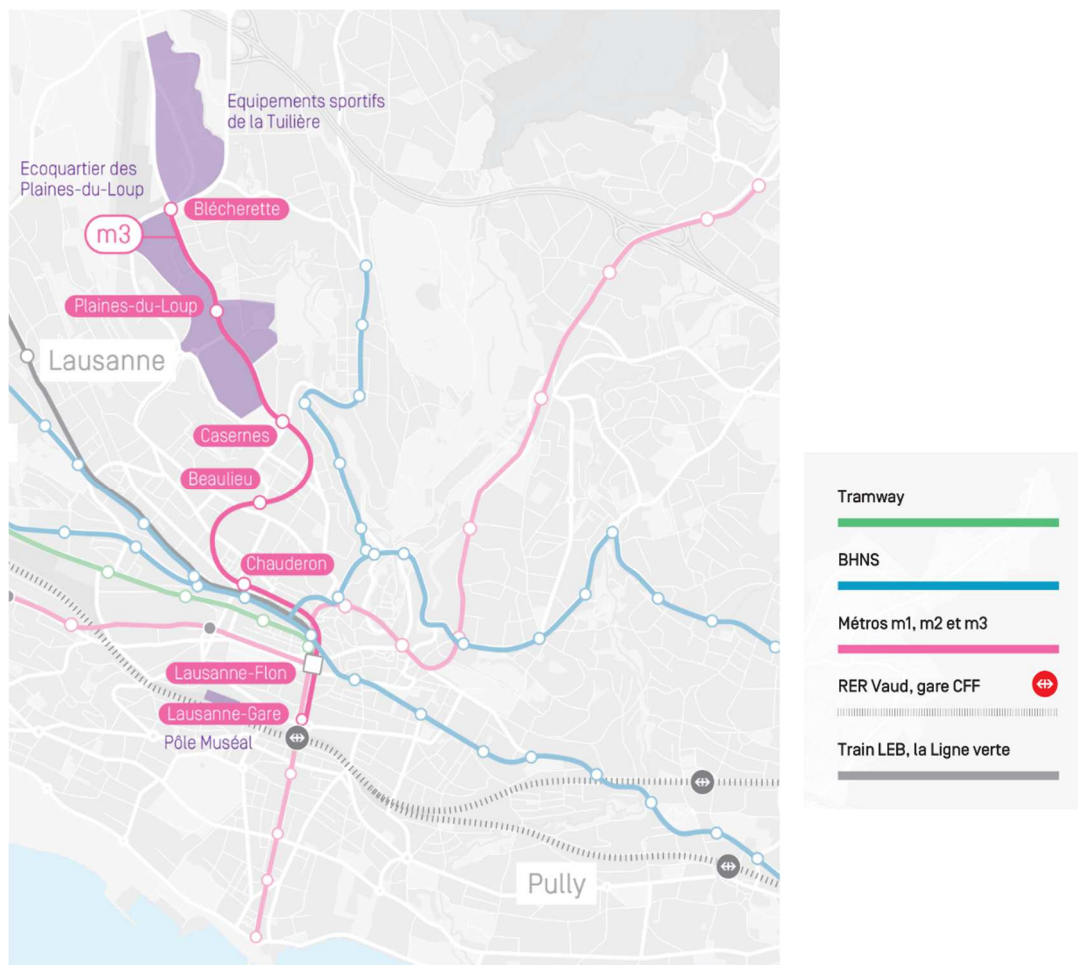 Equipements sportifs
de la Tuilière
Ecoquartier des
Plaines-du-Loup
Blécherette
m3
Plaines-du-Loup
Lausanne
Casernes
Beaulieu
Chauderon
Lausanne-Flon
Lausanne-Gare
Pôle Muséal
Pully
Tramway
BHNS
Métros m1, m2 et m3
RER Vaud, gare CFF
Train LEB, la Ligne verte